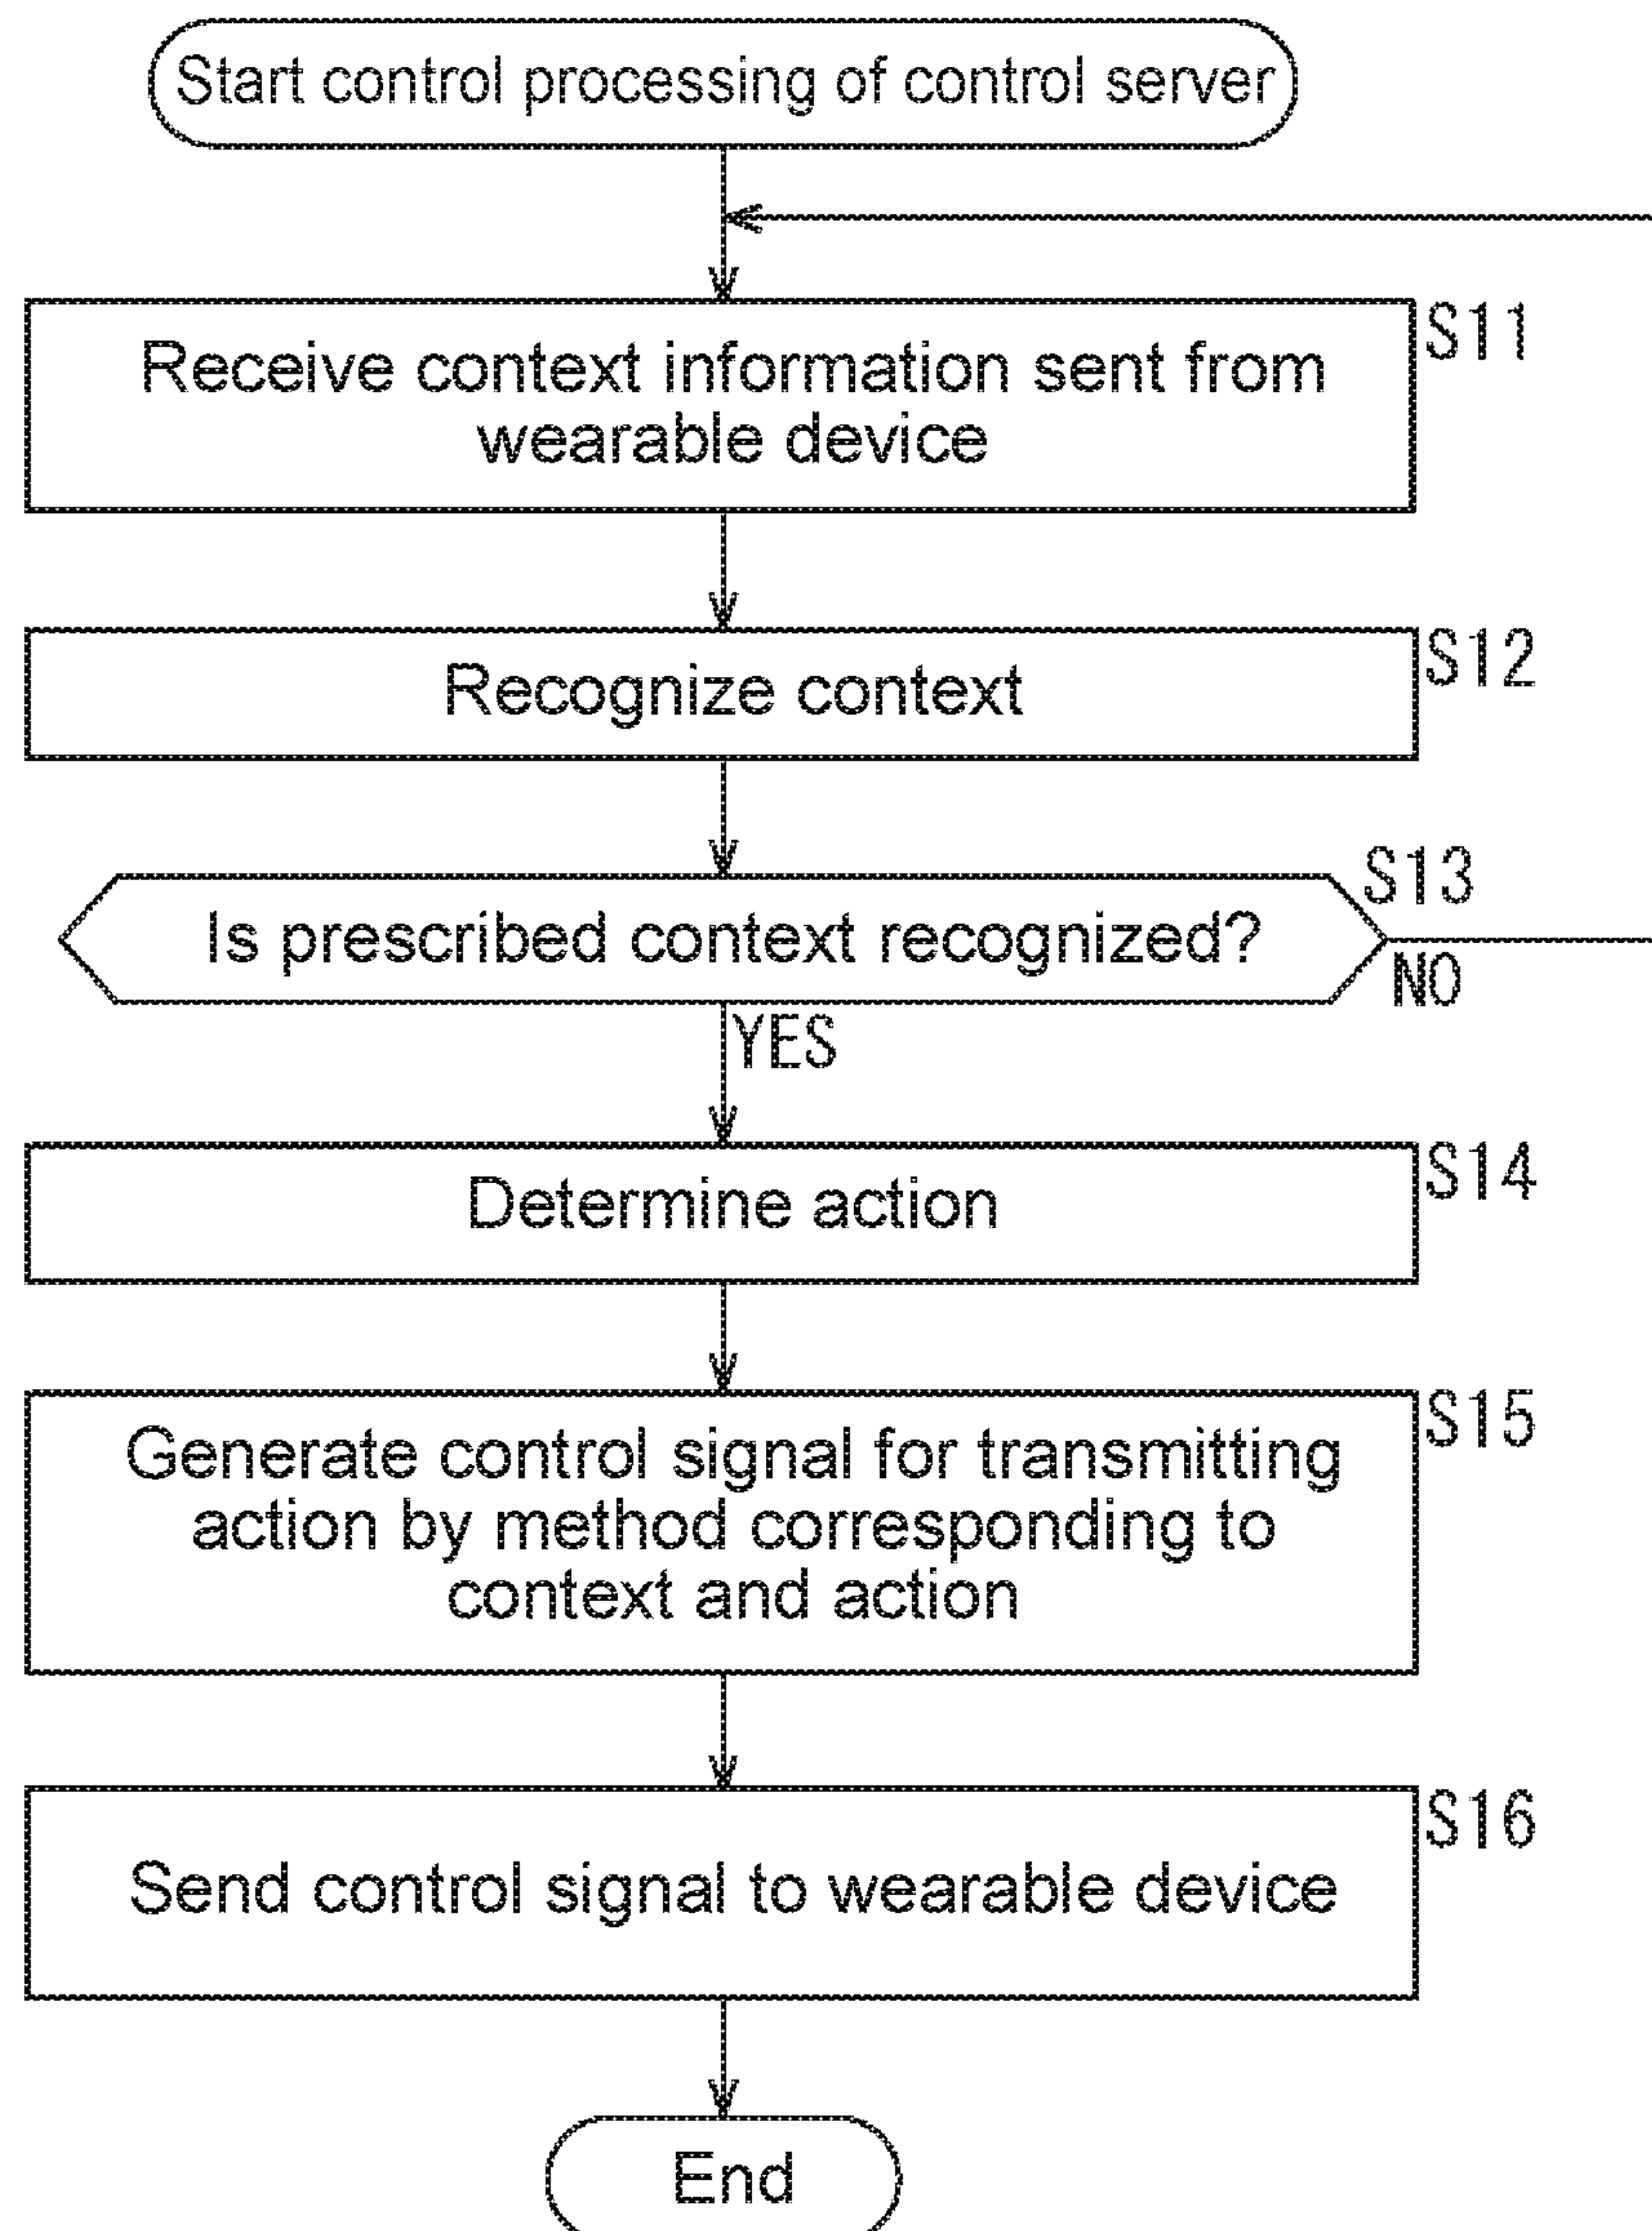 Start control processing of control server
S11
Receive context information sent from
wearable device
S12
Recognize context
S13
Is prescribed context recognized?
NO
YES
S14
Determine action
S15
Generate control signal for transmitting
action by method corresponding to
context and action
S16
Send control signal to wearable device
End